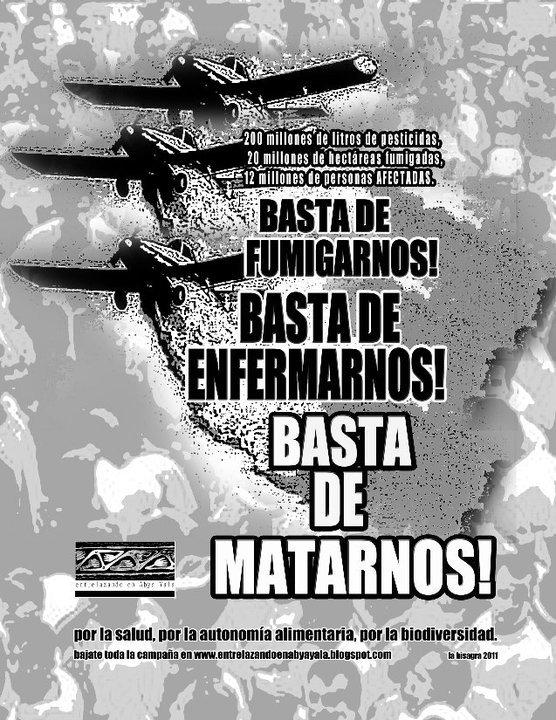 200 millones de litros de pesticidas,
20 millones de hectáreas fumigadas,
12 millones de personas AFECTADAS.
BASTA DE
FUMIGARNOS!
BASTA DE
ENFERMARNOS!
BASTA
DE
MATARNOS!
entrelazando en Abya Yala
por la salud, por la autonomía alimentaria, por la biodiversidad.
bajate toda la campaña en www.entrelazandoenabyayala.blogspot.com
la bisagra 2011